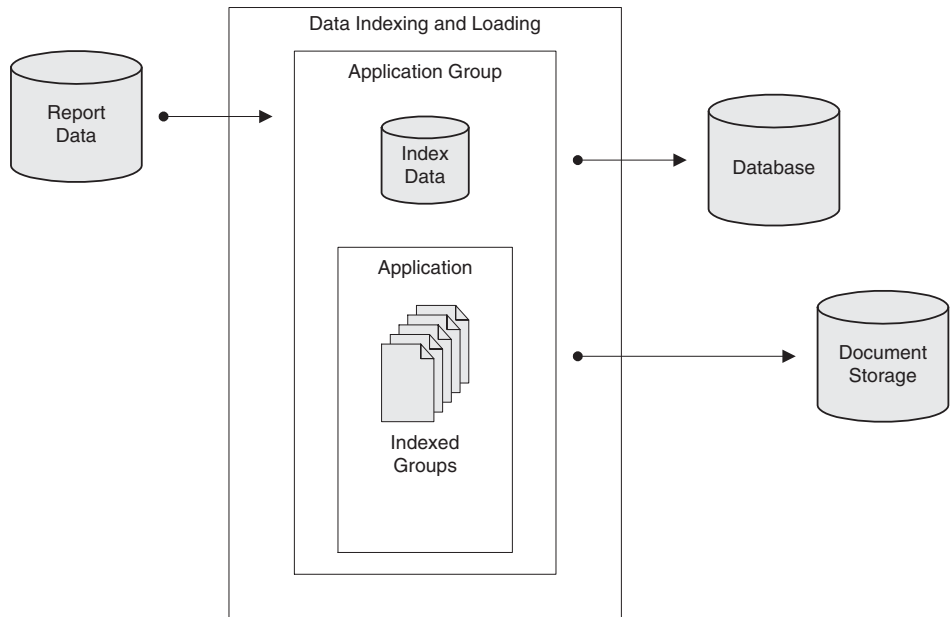 Data Indexing and Loading
Application Group
Report
Data
Index
Data
Database
Application
Document
Storage
Indexed
Groups